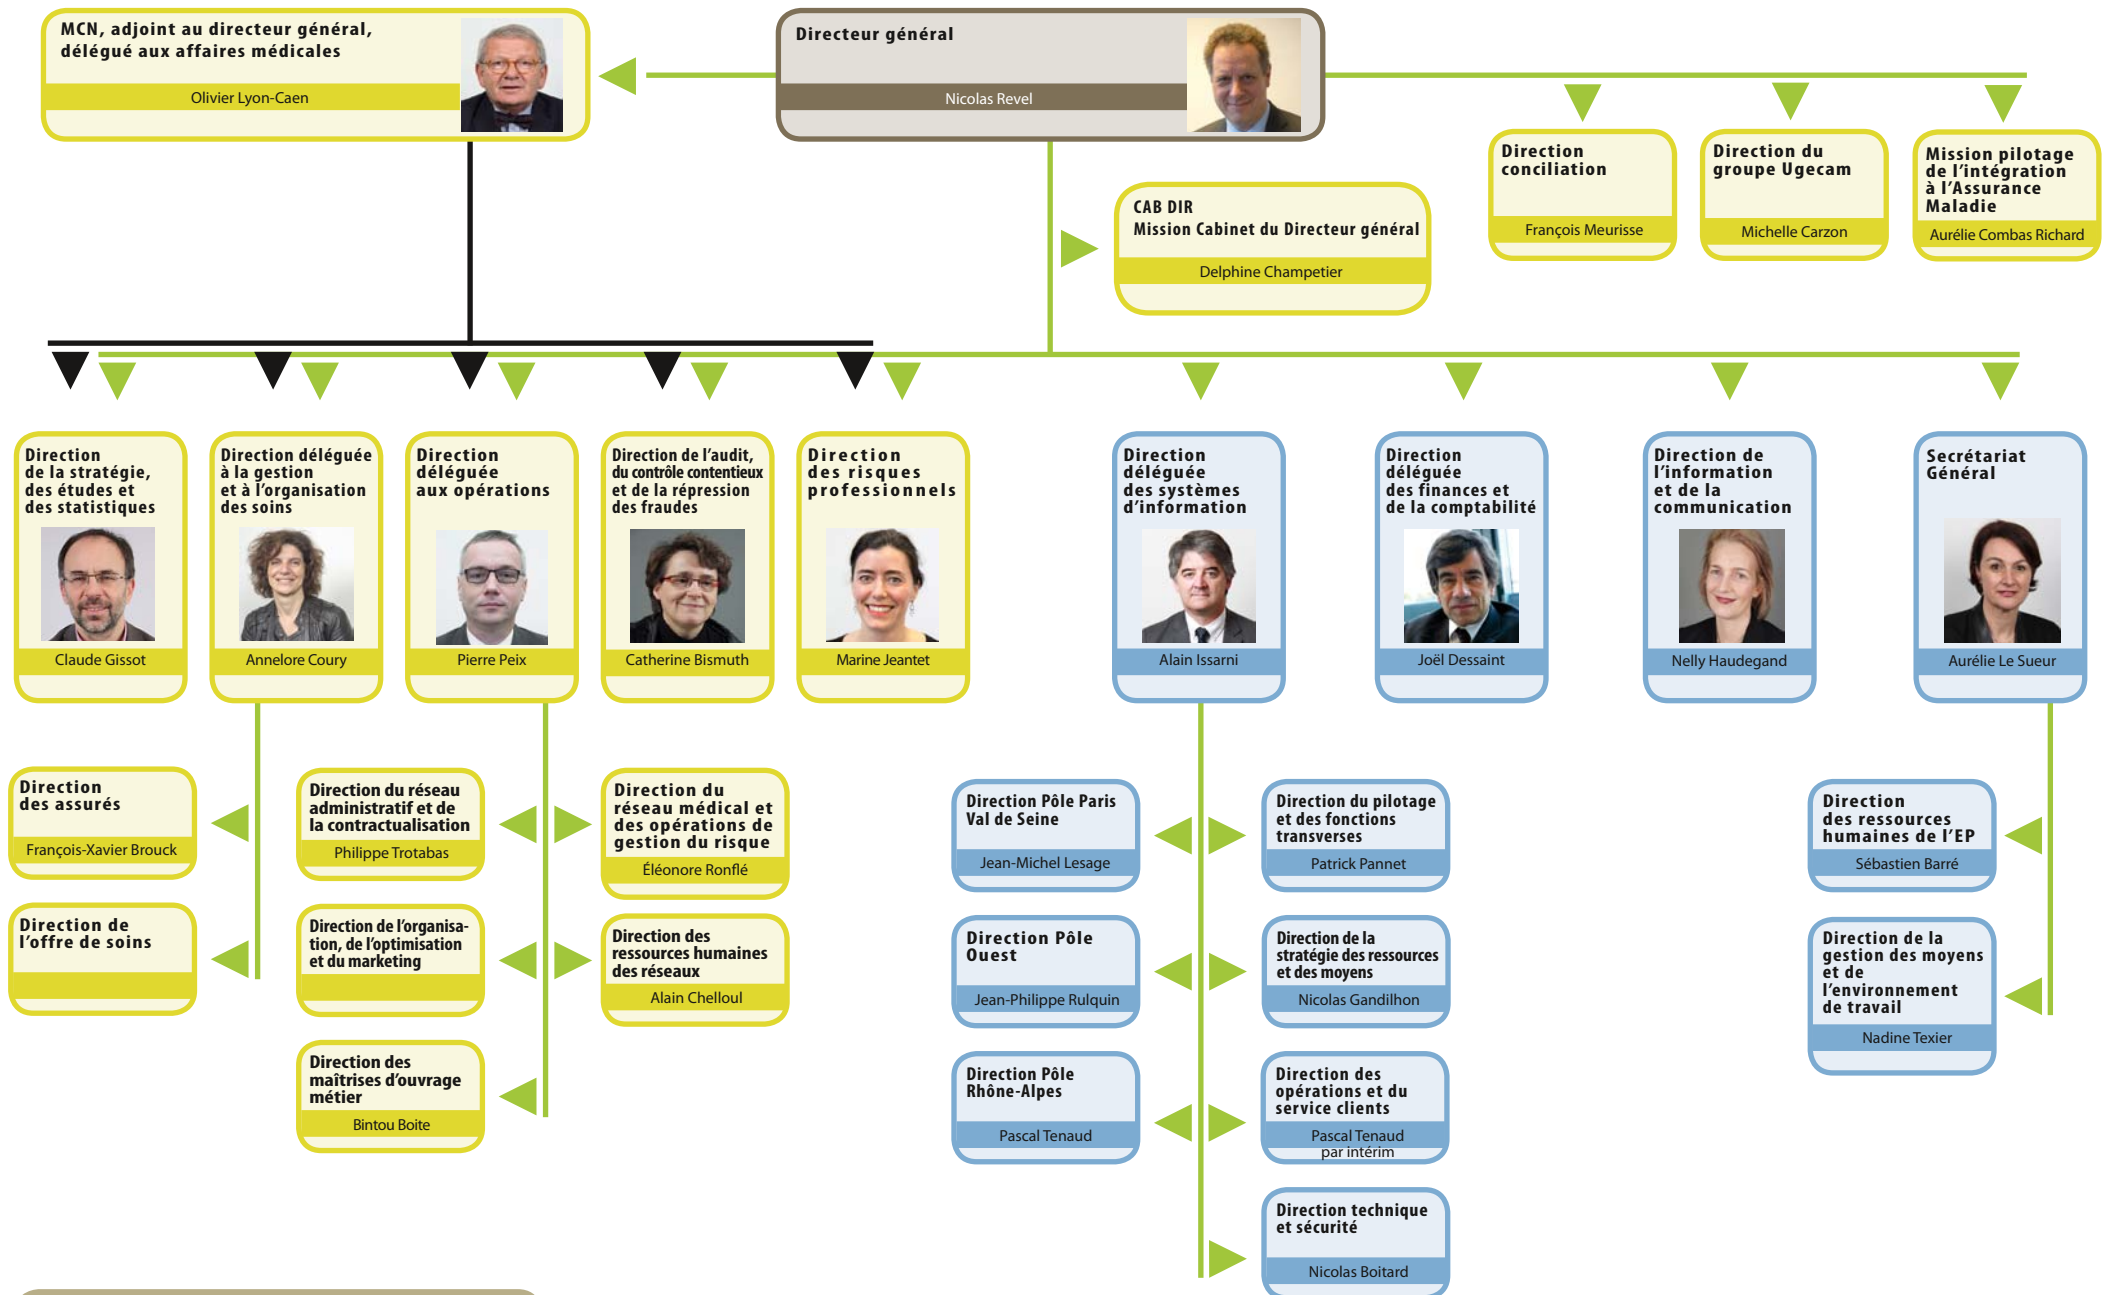 MCN, adjoint au directeur général,
délégué aux affaires médicales
Olivier Lyon-Caen
Directeur général
Nicolas Revel
Direction
conciliation
François Meurisse
Direction du
groupe Ugecam
Michelle Carzon
Mission pilotage
de l'intégration
à l'Assurance
Maladie
Aurélie Combas Richard
CAB DIR
Mission Cabinet du Directeur général
Delphine Champetier
Direction
de la stratégie,
des études et
des statistiques
Claude Gissot
Direction déléguée
à la gestion
et à l'organisation
des soins
Annelore Coury
Direction
déléguée
aux opérations
Pierre Peix
Direction de l'audit,
du contrôle contentieux
et de la répression
des fraudes
Catherine Bismuth
Direction
des risques
professionnels
Marine Jeantet
Direction
déléguée
des systèmes
d'information
Alain Issarni
Direction
déléguée
des finances et
de la comptabilité
Joël Dessaint
Direction de
l'information
et de la
communication
Nelly Haudegand
Secrétariat
Général
Aurélie Le Sueur
Direction
des assurés
François-Xavier Brouck
Direction de
l'offre de soins
Direction du réseau
administratif et de
la contractualisation
Philippe Trotabas
Direction de l'organisa-
tion, de l'optimisation
et du marketing
Direction des
maîtrises d'ouvrage
métier
Bintou Boite
Direction du
réseau médical et
des opérations de
gestion du risque
Éléonore Ronflé
Direction des
ressources humaines
des réseaux
Alain Chelloul
Direction Pôle Paris
Val de Seine
Jean-Michel Lesage
Direction Pôle
Ouest
Jean-Philippe Rulquin
Direction Pôle
Rhône-Alpes
Pascal Tenaud
Direction du pilotage
et des fonctions
transverses
Patrick Pannet
Direction de la
stratégie des ressources
et des moyens
Nicolas Gandilhon
Direction des
opérations et du
service clients
Pascal Tenaud
par intérim
Direction technique
et sécurité
Nicolas Boitard
Direction
des ressources
humaines de l'EP
Sébastien Barré
Direction de la
gestion des moyens
et de
l'environnement
de travail
Nadine Texier